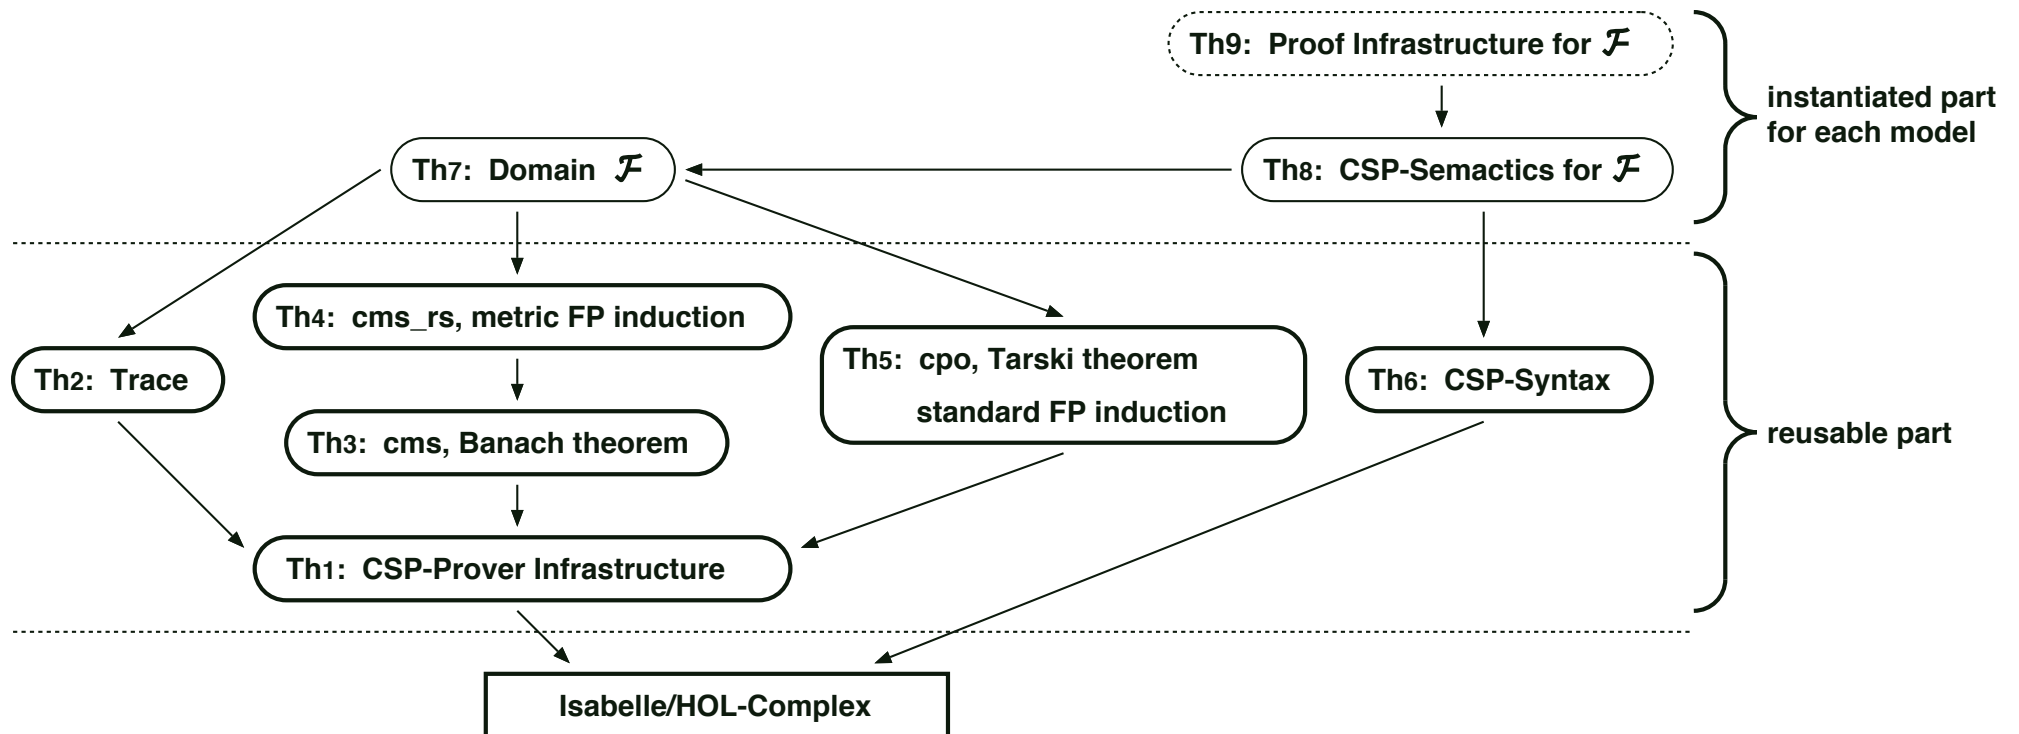 Th9: Proof Infrastructure for ℱ
instantiated part
for each model
Th7: Domain ℱ
Th8: CSP-Semactics for ℱ
Th4: cms_rs, metric FP induction
Th5: cpo, Tarski theorem
standard FP induction
Th2: Trace
Th6: CSP-Syntax
Th3: cms, Banach theorem
reusable part
Th1: CSP-Prover Infrastructure
Isabelle/HOL-Complex